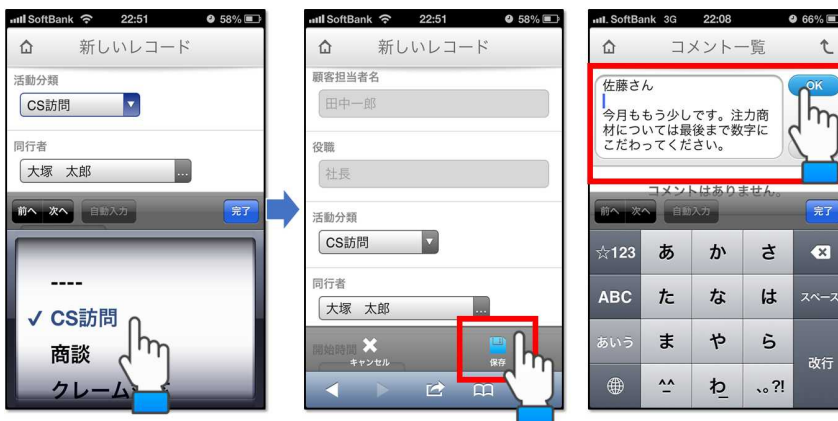 SoftBank 22:51 58%
新しいレコード
活動分類
CS訪問
同行者
大塚 太郎
...
前へ 次へ 自動入力 完了
----
✓ CS訪問
商談
クレーム
SoftBank 22:51 58%
新しいレコード
顧客担当者名
田中一郎
役職
社長
活動分類
CS訪問
同行者
大塚 太郎
...
開始時間
キャンセル
保存
SoftBank 3G 22:08 66%
コメント一覧
佐藤さん
OK
今月ももう少しです。注力商
材については最後まで数字に
こだわってください。
コメントはありません。
前へ 次へ 自動入力 完了
☆123 あ か さ
ABC た な は スペース
あいう ま や ら
改行
^^ わ 、。?!